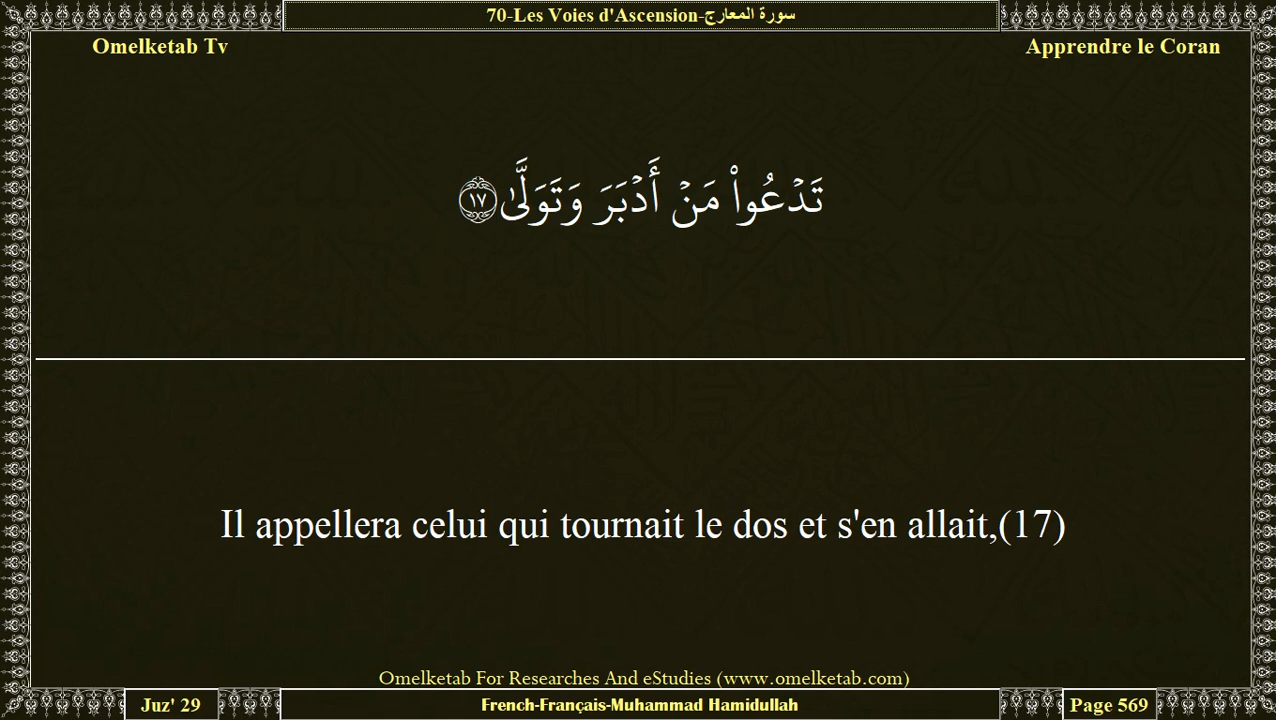 70-Les Voies d'Ascension-سورة المعارج
Omelketab Tv
Apprendre le Coran
تَدۡعُواْ مَنۡ أَدۡبَرَ وَتَوَلَّىٰ ١٧
Il appellera celui qui tournait le dos et s'en allait,(17)
Omelketab For Researches And eStudies (www.omelketab.com)
Juz' 29
French-Français-Muhammad Hamidullah
Page 569